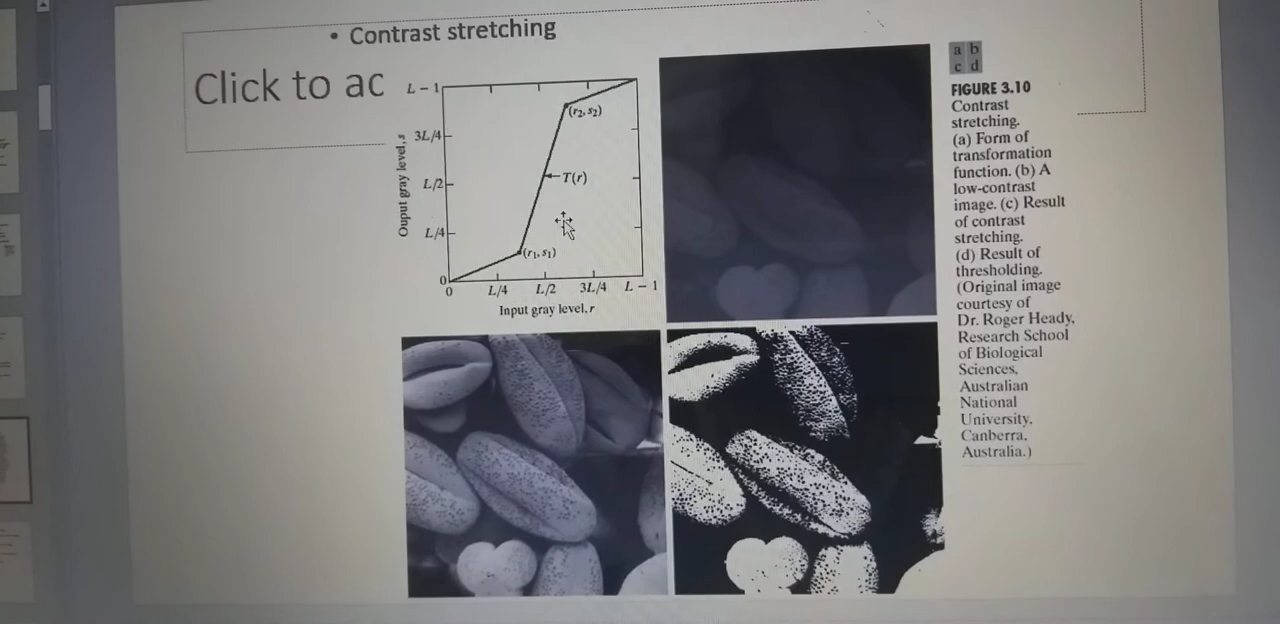 • Contrast stretching
Click to ac
L − 1
3L/4
L/2
L/4
0
Ouput gray level, s
(r2, s2)
T(r)
(r1, s1)
0 L/4 L/2 3L/4 L − 1
Input gray level, r
a b
c d
FIGURE 3.10
Contrast
stretching.
(a) Form of
transformation
function. (b) A
low-contrast
image. (c) Result
of contrast
stretching.
(d) Result of
thresholding.
(Original image
courtesy of
Dr. Roger Heady,
Research School
of Biological
Sciences,
Australian
National
University,
Canberra,
Australia.)